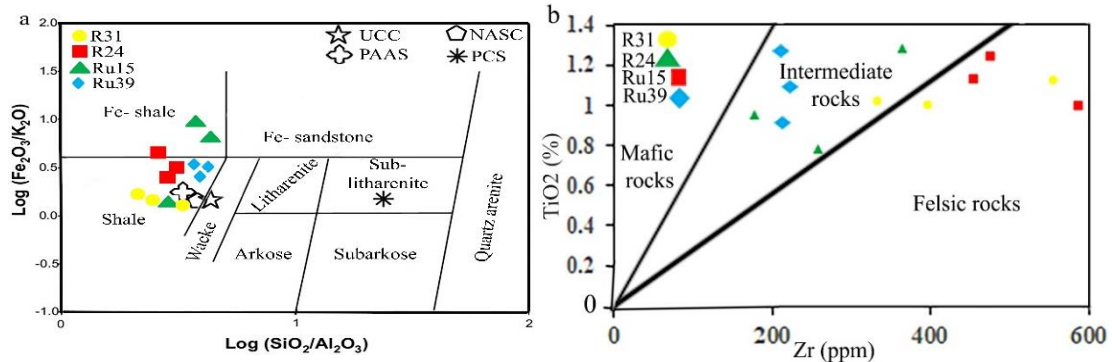 a
2.0
1.5
1.0
0.5
0.0
-0.5
-1.0
Log (Fe₂O₃/K₂O)
R31
R24
Ru15
Ru39
UCC
NASC
PAAS
PCS
Fe- shale
Fe- sandstone
Shale
Wacke
Litharenite
Sub-
litharenite
Arkose
Subarkose
Quartz arenite
0
1
2
Log (SiO₂/Al₂O₃)
b
1.4
1.2
1
0.8
0.6
0.4
0.2
0
TiO2 (%)
R31
R24
Ru15
Ru39
Intermediate
rocks
Mafic
rocks
Felsic rocks
0
200
400
600
Zr (ppm)